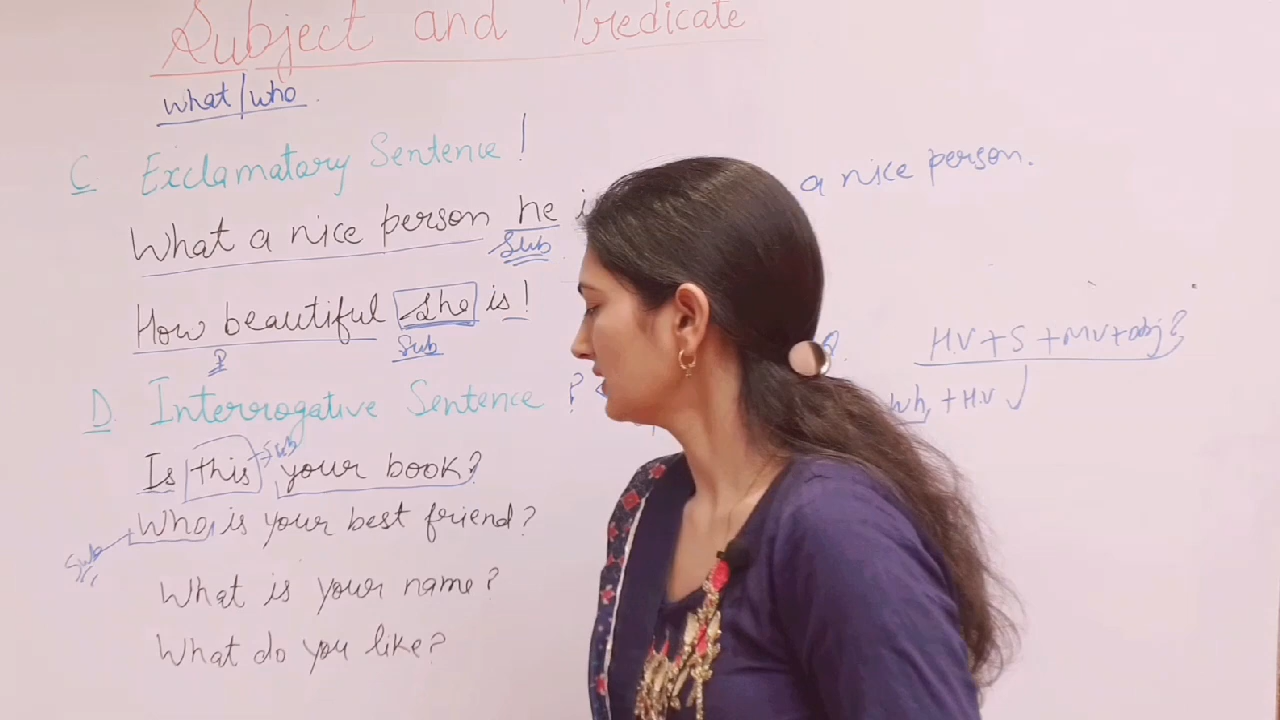 Subject and Predicate
what/who.
C Exclamatory Sentence!
What a nice person he
a nice person.
Sub
How beautiful she is!
P
Sub
H.V + S + MV + obj?
D. Interrogative Sentence ?
Wh, + H.V ✓
Sub
Is this your book?
Who is your best friend?
Sub
What is your name?
What do you like?